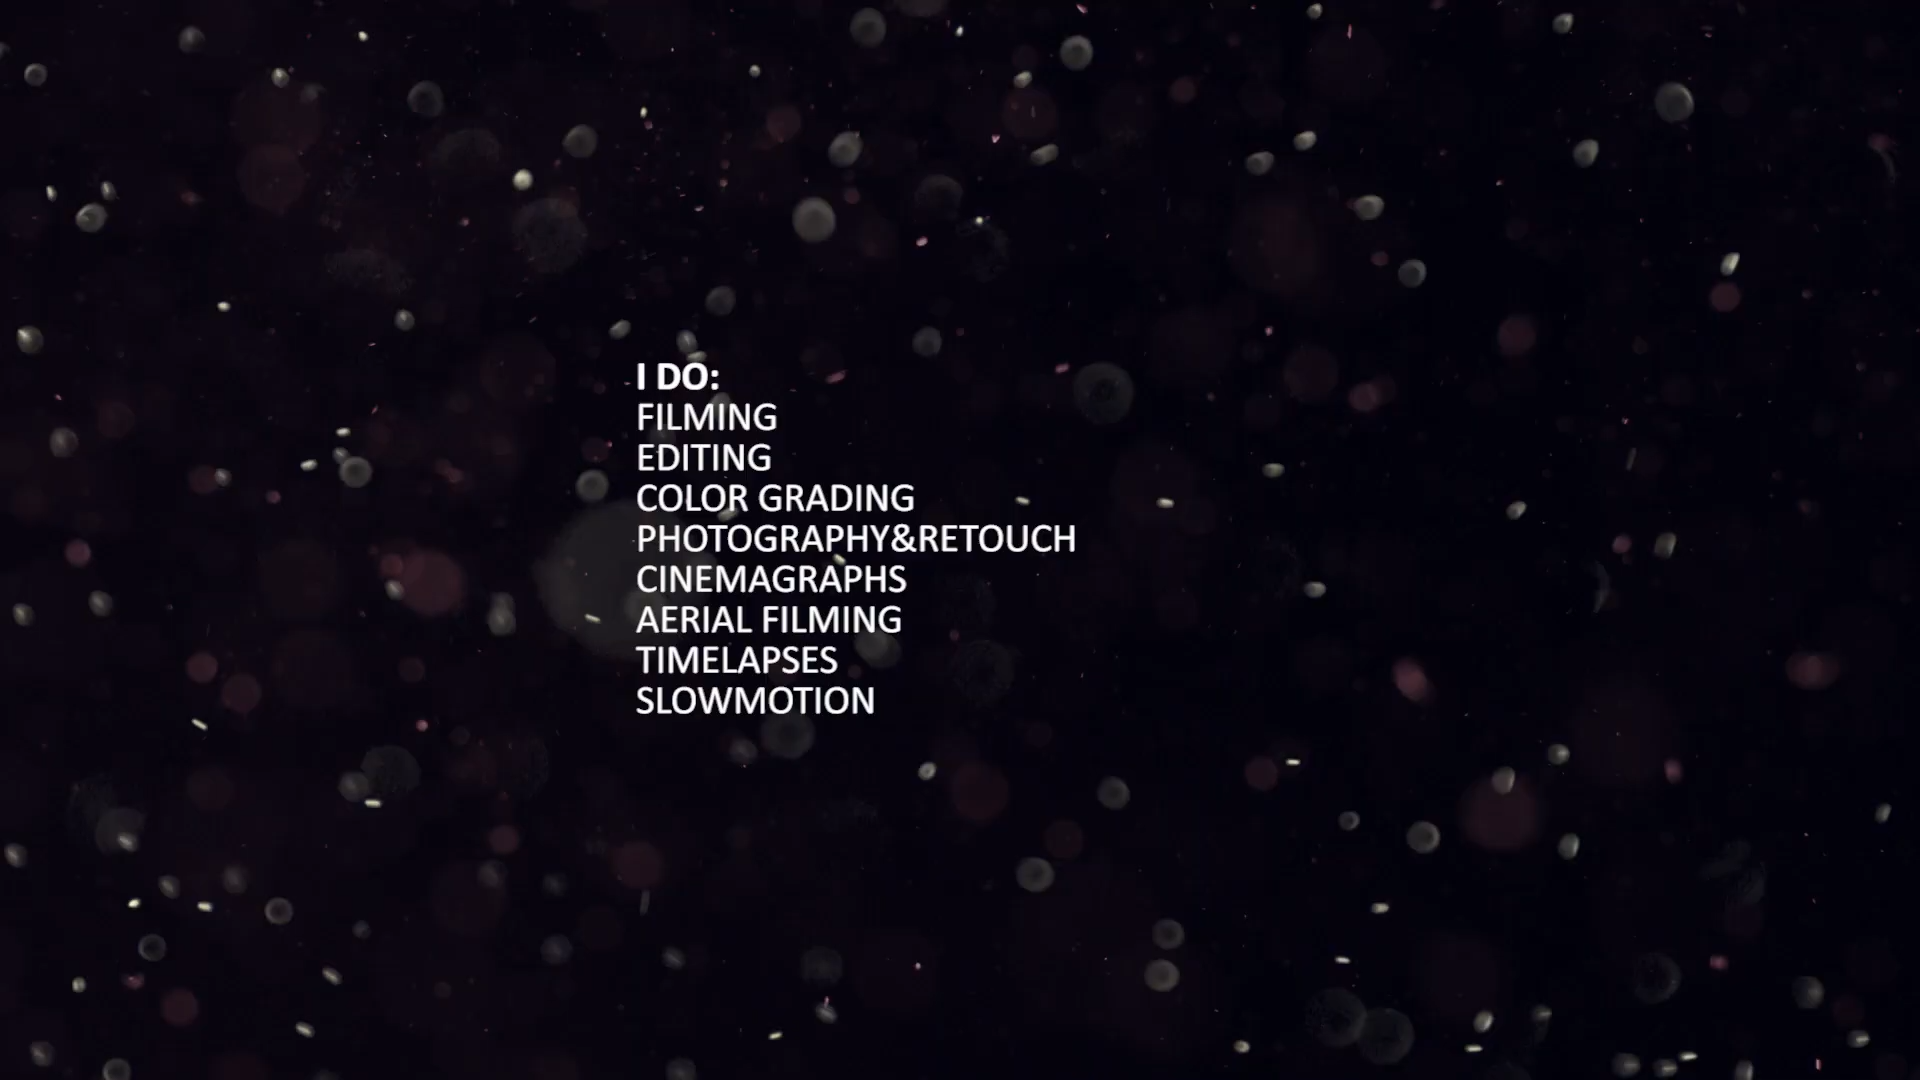 I DO:
FILMING
EDITING
COLOR GRADING
PHOTOGRAPHY&RETOUCH
CINEMAGRAPHS
AERIAL FILMING
TIMELAPSES
SLOWMOTION